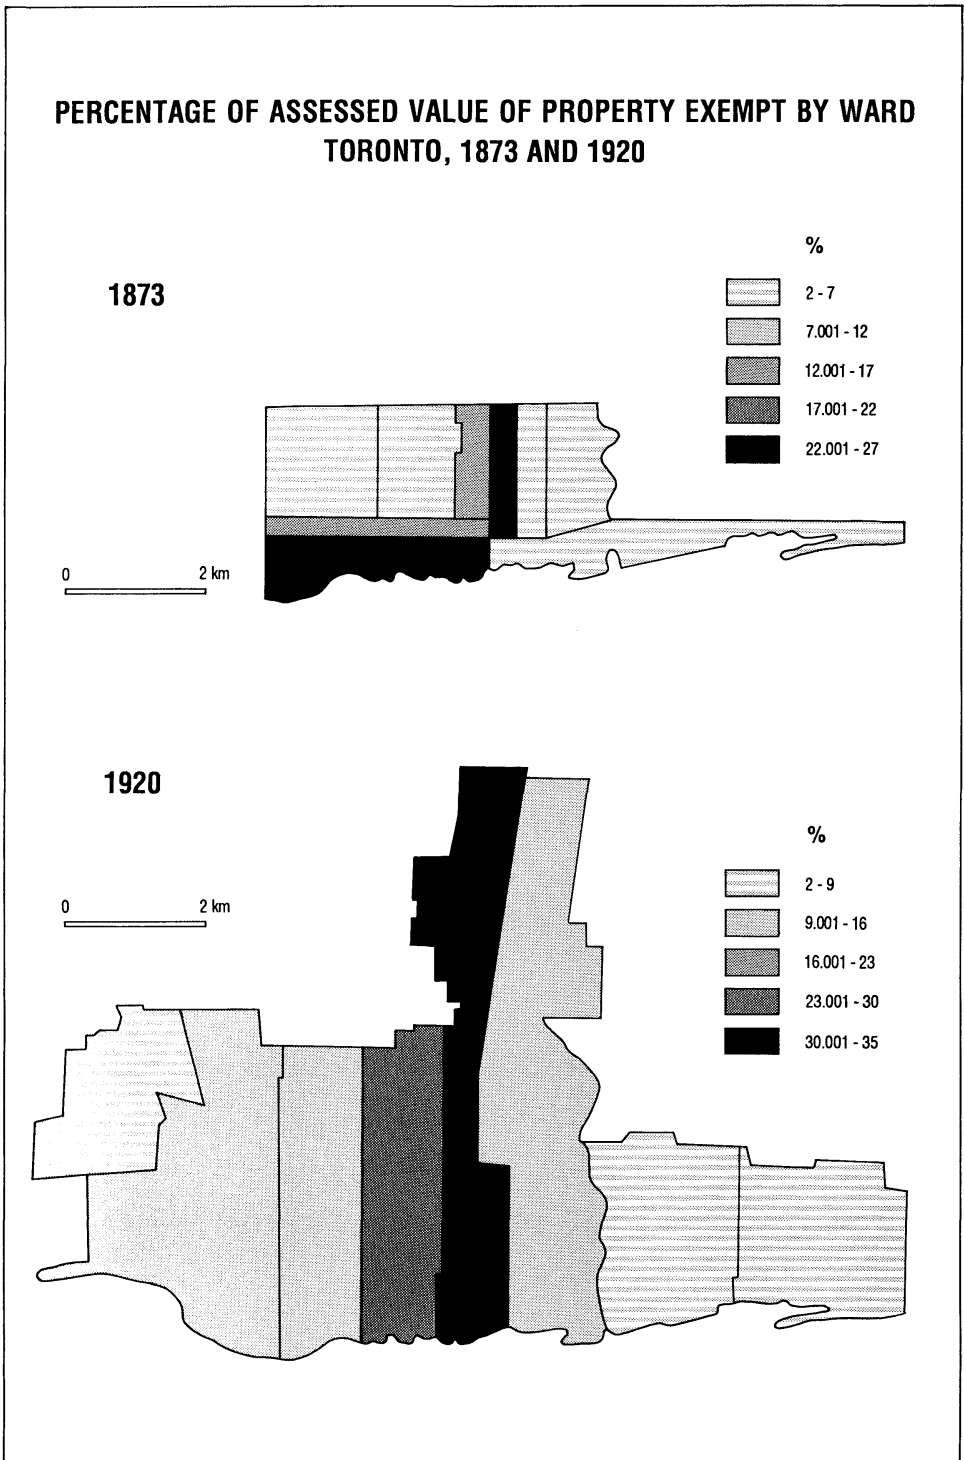 PERCENTAGE OF ASSESSED VALUE OF PROPERTY EXEMPT BY WARD
TORONTO, 1873 AND 1920
%
1873
2 - 7
7.001 - 12
12.001 - 17
17.001 - 22
22.001 - 27
0 2 km
1920
%
0 2 km
2 - 9
9.001 - 16
16.001 - 23
23.001 - 30
30.001 - 35